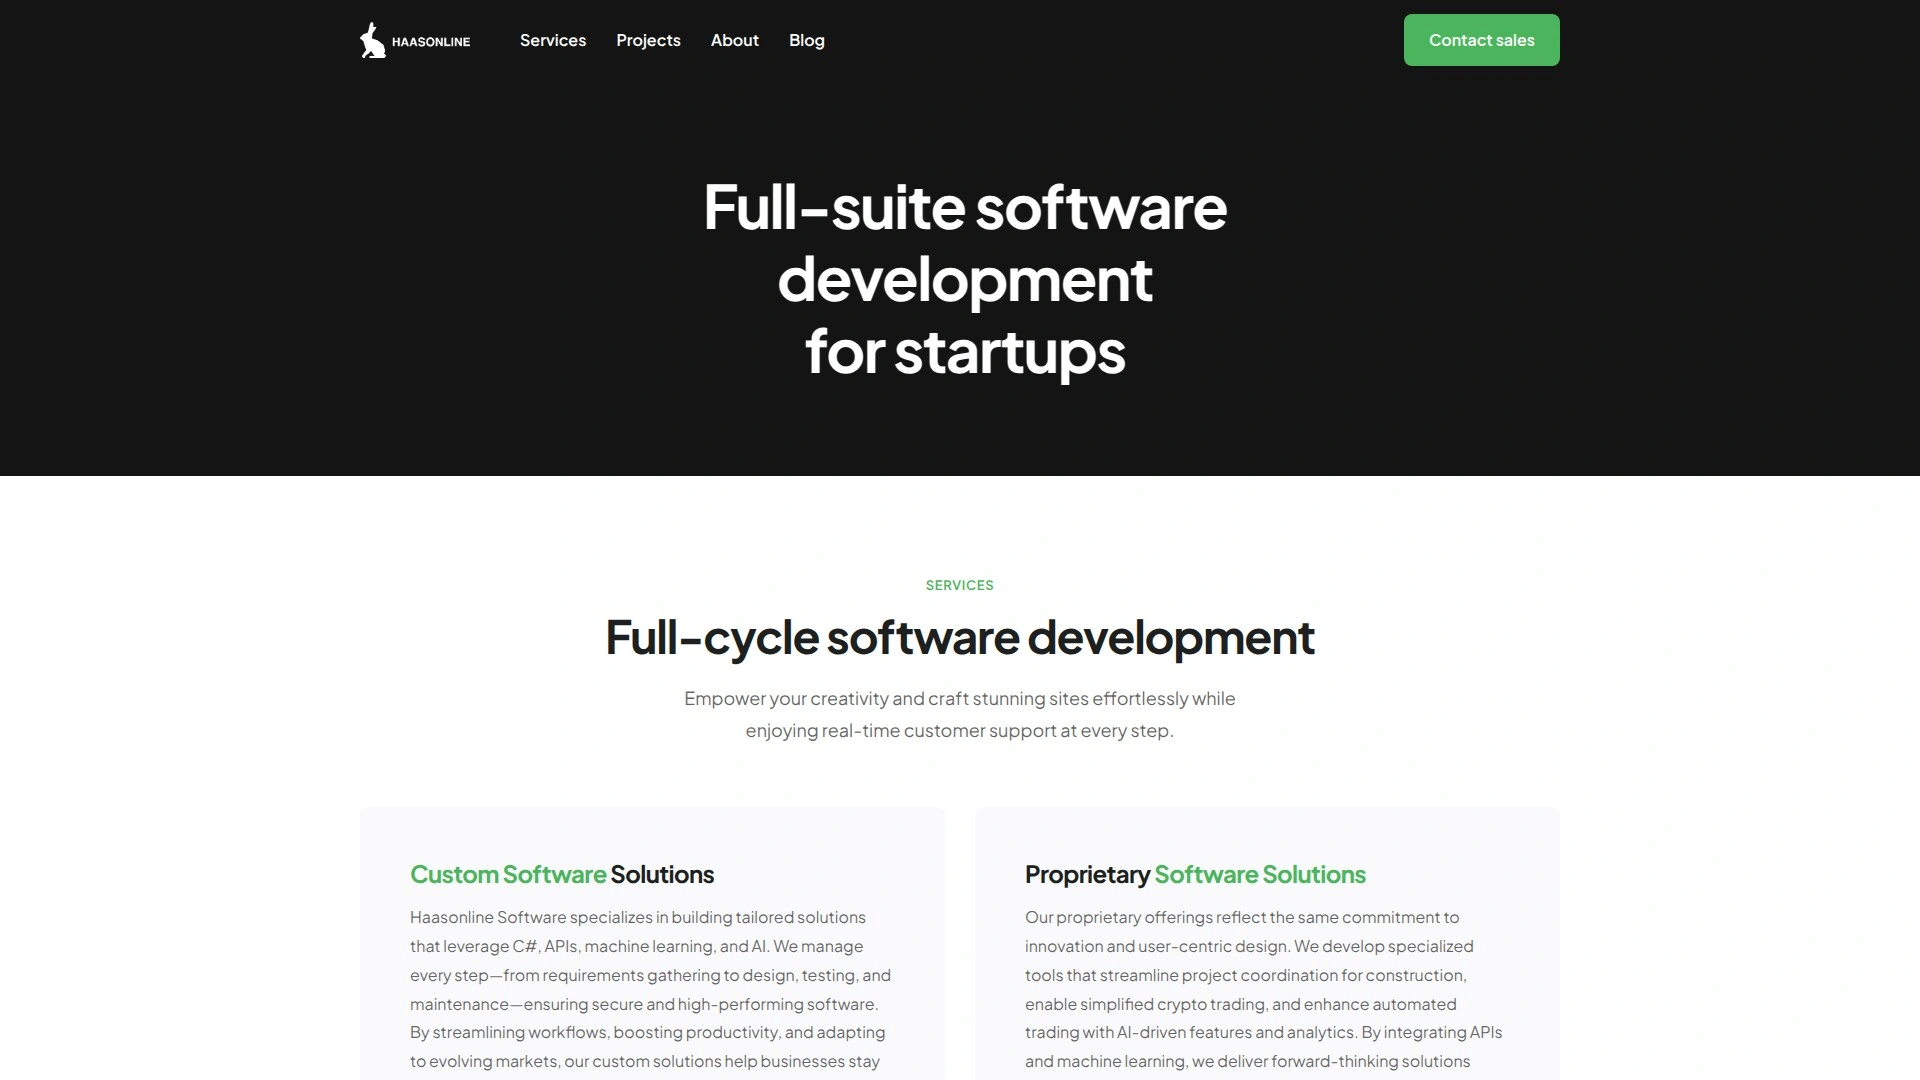 HAASONLINE
Services
Projects
About
Blog
Contact sales
Full-suite software
development
for startups
SERVICES
Full-cycle software development
Empower your creativity and craft stunning sites effortlessly while
enjoying real-time customer support at every step.
Custom Software Solutions
Haasonline Software specializes in building tailored solutions
that leverage C#, APIs, machine learning, and AI. We manage
every step—from requirements gathering to design, testing, and
maintenance—ensuring secure and high-performing software.
By streamlining workflows, boosting productivity, and adapting
to evolving markets, our custom solutions help businesses stay
Proprietary Software Solutions
Our proprietary offerings reflect the same commitment to
innovation and user-centric design. We develop specialized
tools that streamline project coordination for construction,
enable simplified crypto trading, and enhance automated
trading with AI-driven features and analytics. By integrating APIs
and machine learning, we deliver forward-thinking solutions